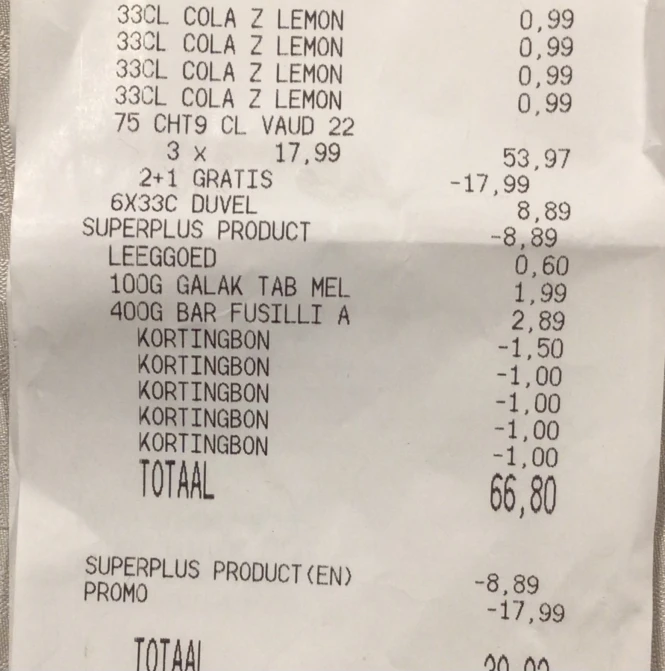 33CL COLA Z LEMON 0,99
33CL COLA Z LEMON 0,99
33CL COLA Z LEMON 0,99
33CL COLA Z LEMON 0,99
75 CHT9 CL VAUD 22
3 x 17,99 53,97
2+1 GRATIS -17,99
6X33C DUVEL 8,89
SUPERPLUS PRODUCT -8,89
LEEGGOED 0,60
100G GALAK TAB MEL 1,99
400G BAR FUSILLI A 2,89
KORTINGBON -1,50
KORTINGBON -1,00
KORTINGBON -1,00
KORTINGBON -1,00
KORTINGBON -1,00
TOTAAL 66,80
SUPERPLUS PRODUCT(EN) -8,89
PROMO -17,99
TOTAAL